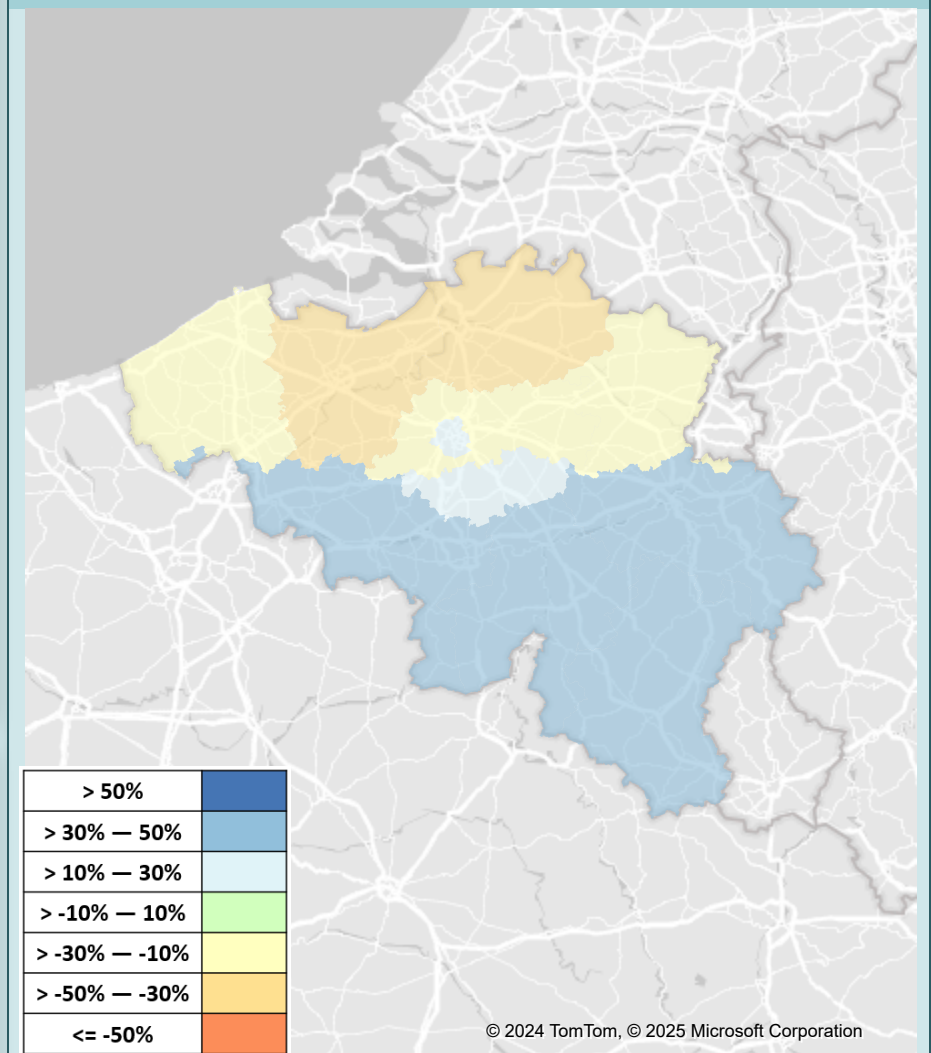 > 50%
> 30% — 50%
> 10% — 30%
> -10% — 10%
> -30% — -10%
> -50% — -30%
<= -50%
© 2024 TomTom, © 2025 Microsoft Corporation